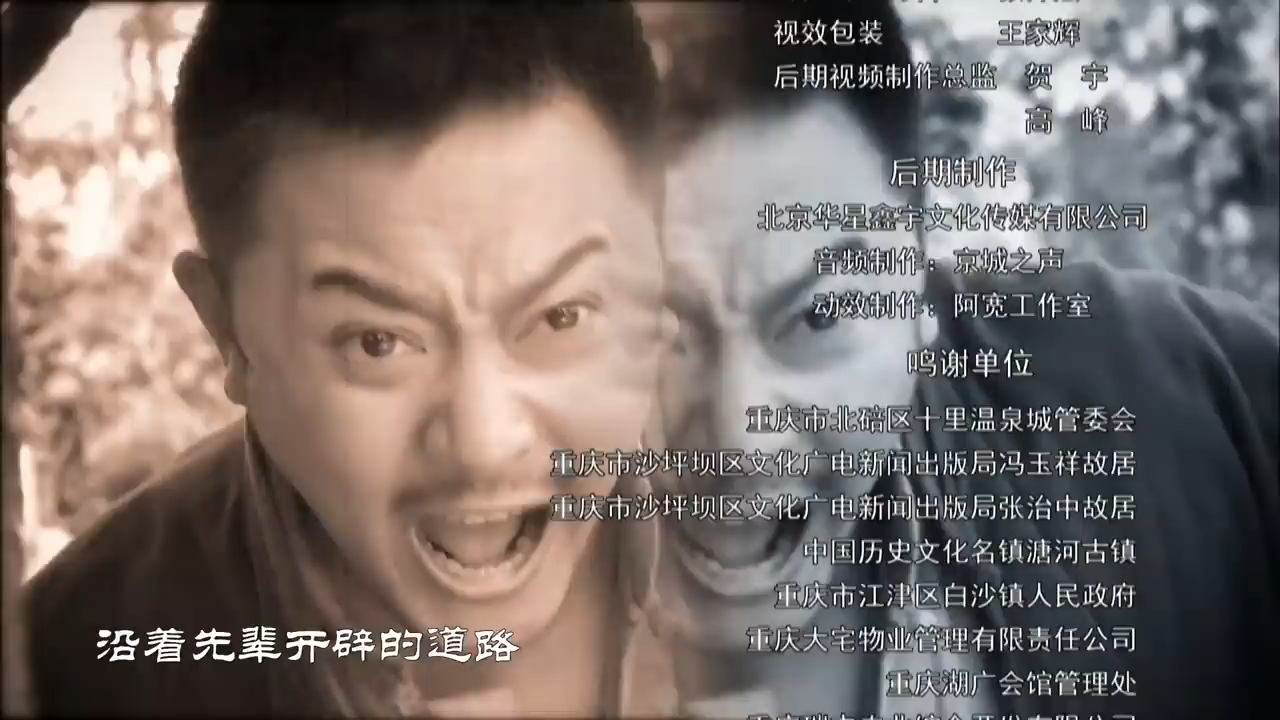 视效包装 王家辉
后期视频制作总监 贺 宇
高 峰
后期制作
北京华星鑫宇文化传媒有限公司
音频制作：京城之声
动效制作：阿宽工作室
鸣谢单位
重庆市北碚区十里温泉城管委会
重庆市沙坪坝区文化广电新闻出版局冯玉祥故居
重庆市沙坪坝区文化广电新闻出版局张治中故居
中国历史文化名镇塘河古镇
重庆市江津区白沙镇人民政府
重庆大宅物业管理有限责任公司
重庆湖广会馆管理处
沿着先辈开辟的道路